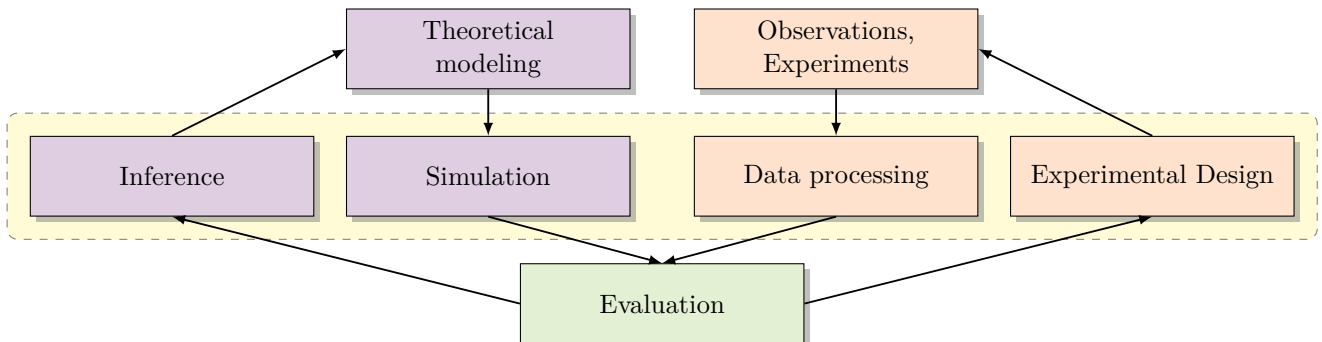 Theoretical
modeling
Observations,
Experiments
Inference
Simulation
Data processing
Experimental Design
Evaluation